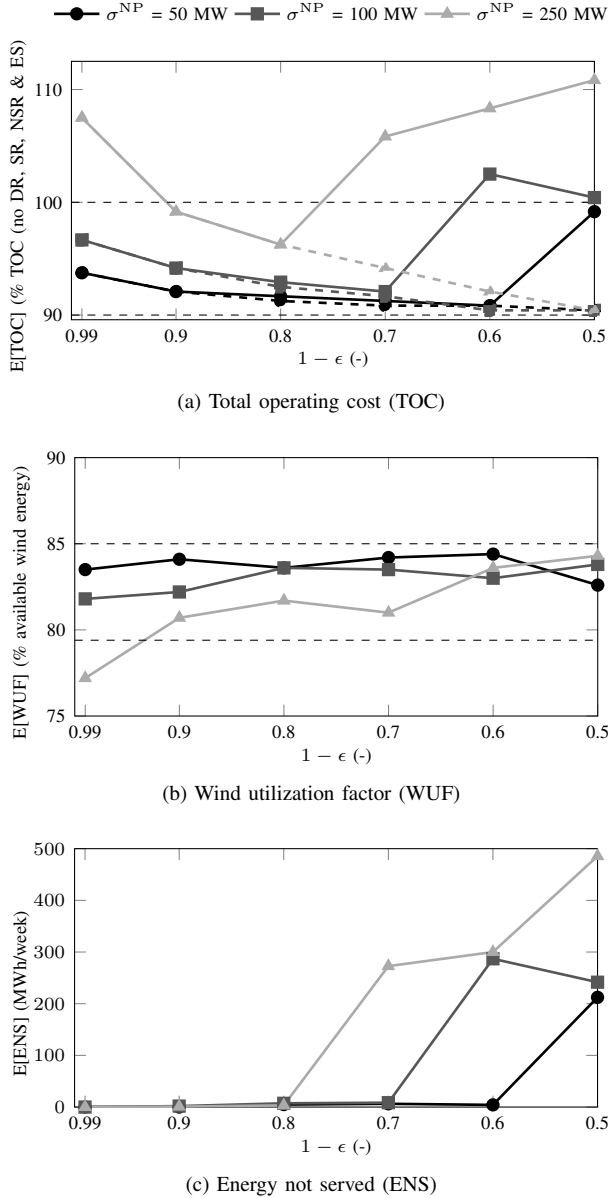 σ^NP = 50 MW σ^NP = 100 MW σ^NP = 250 MW
E[TOC] (% TOC (no DR, SR, NSR & ES)
110
100
90
0.99 0.9 0.8 0.7 0.6 0.5
1 − ϵ (-)
(a) Total operating cost (TOC)
E[WUF] (% available wind energy)
90
85
80
75
0.99 0.9 0.8 0.7 0.6 0.5
1 − ϵ (-)
(b) Wind utilization factor (WUF)
E[ENS] (MWh/week)
500
400
300
200
100
0
0.99 0.9 0.8 0.7 0.6 0.5
1 − ϵ (-)
(c) Energy not served (ENS)